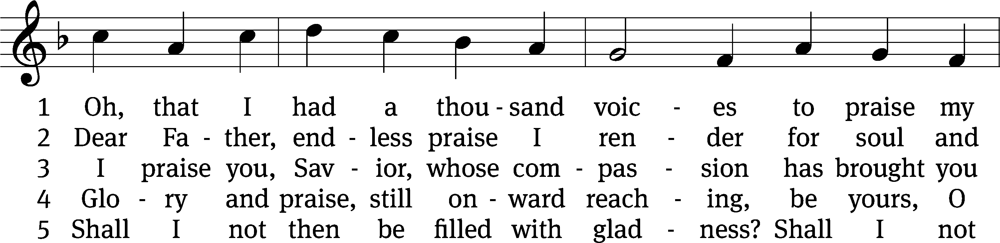 1 Oh, that I had a thou - sand voic - es to praise my
2 Dear Fa - ther, end - less praise I ren - der for soul and
3 I praise you, Sav - ior, whose com - pas - sion has brought you
4 Glo - ry and praise, still on - ward reach - ing, be yours, O
5 Shall I not then be filled with glad - ness? Shall I not